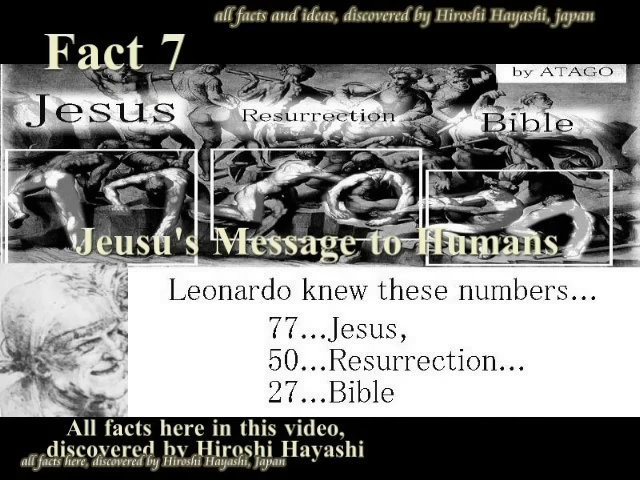 all facts and ideas, discovered by Hiroshi Hayashi, japan
Fact 7
by ATAGO
Jesus
Resurrection
Bible
Jeusu's Message to Humans
Leonardo knew these numbers...
77...Jesus,
50...Resurrection...
27...Bible
All facts here in this video,
discovered by Hiroshi Hayashi
all facts here, discovered by Hiroshi Hayashi, Japan